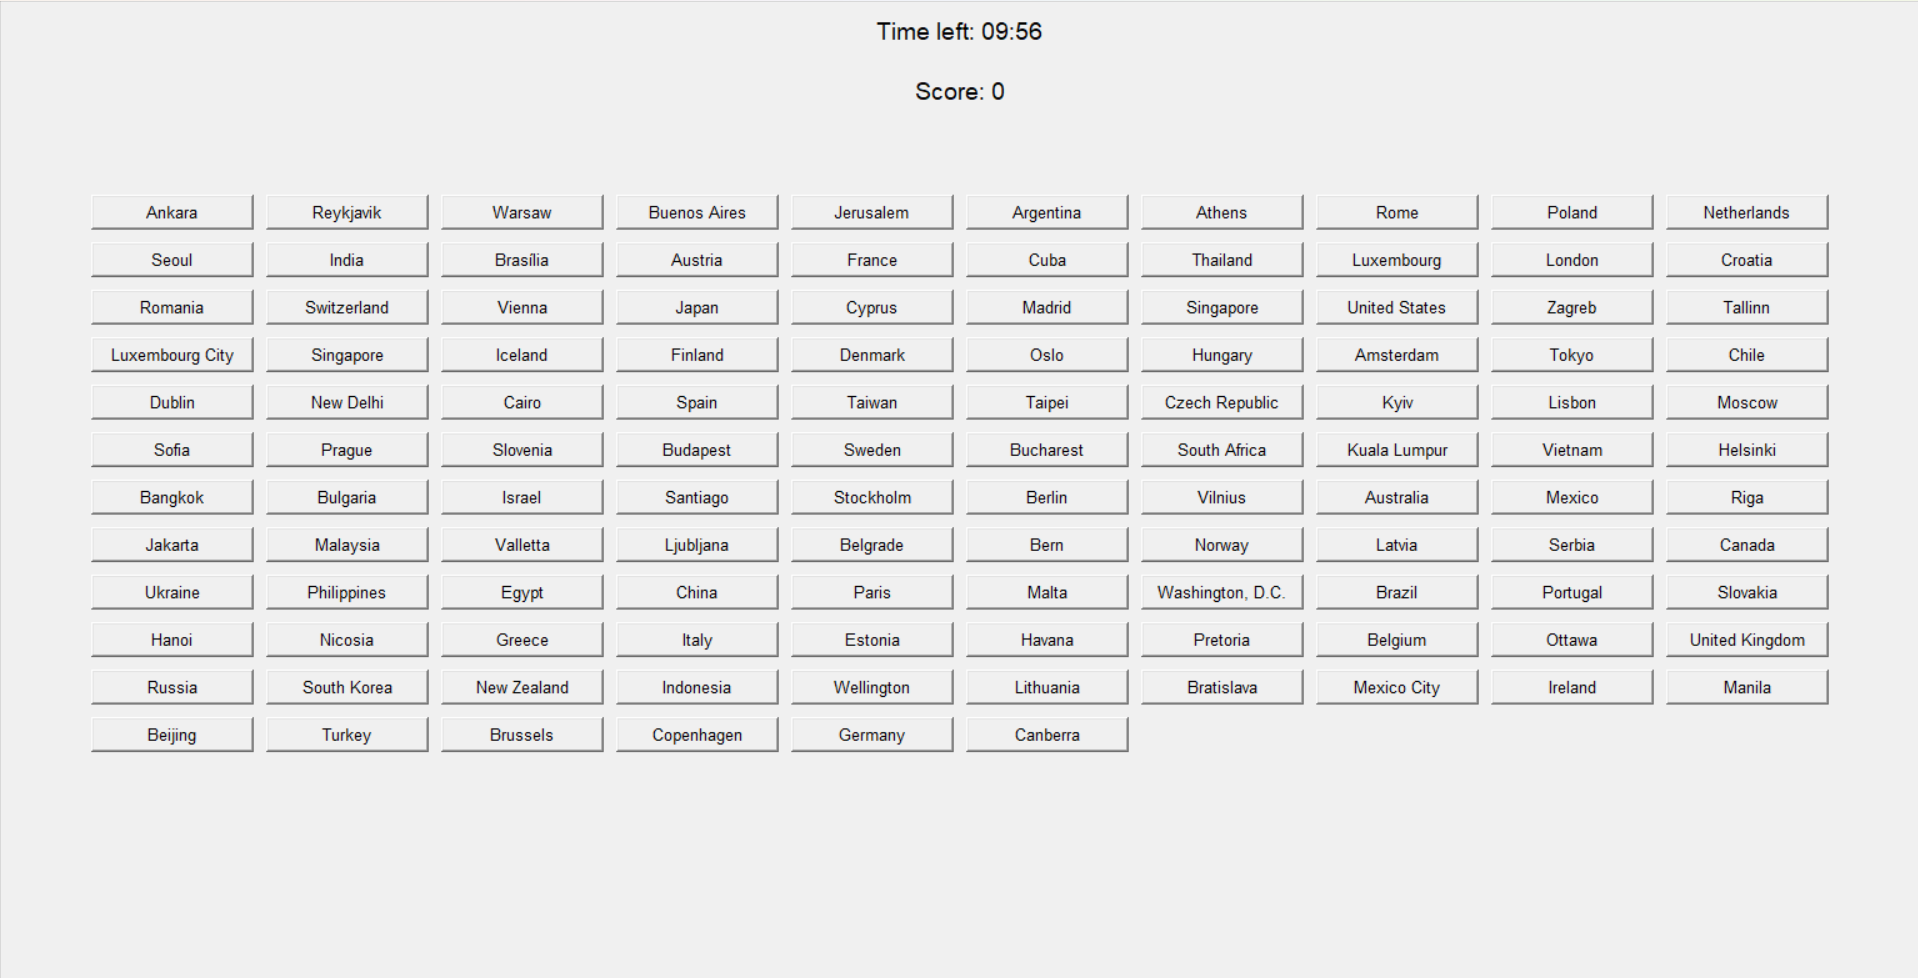 Time left: 09:56
Score: 0
Ankara Reykjavik Warsaw Buenos Aires Jerusalem Argentina Athens Rome Poland Netherlands
Seoul India Brasília Austria France Cuba Thailand Luxembourg London Croatia
Romania Switzerland Vienna Japan Cyprus Madrid Singapore United States Zagreb Tallinn
Luxembourg City Singapore Iceland Finland Denmark Oslo Hungary Amsterdam Tokyo Chile
Dublin New Delhi Cairo Spain Taiwan Taipei Czech Republic Kyiv Lisbon Moscow
Sofia Prague Slovenia Budapest Sweden Bucharest South Africa Kuala Lumpur Vietnam Helsinki
Bangkok Bulgaria Israel Santiago Stockholm Berlin Vilnius Australia Mexico Riga
Jakarta Malaysia Valletta Ljubljana Belgrade Bern Norway Latvia Serbia Canada
Ukraine Philippines Egypt China Paris Malta Washington, D.C. Brazil Portugal Slovakia
Hanoi Nicosia Greece Italy Estonia Havana Pretoria Belgium Ottawa United Kingdom
Russia South Korea New Zealand Indonesia Wellington Lithuania Bratislava Mexico City Ireland Manila
Beijing Turkey Brussels Copenhagen Germany Canberra